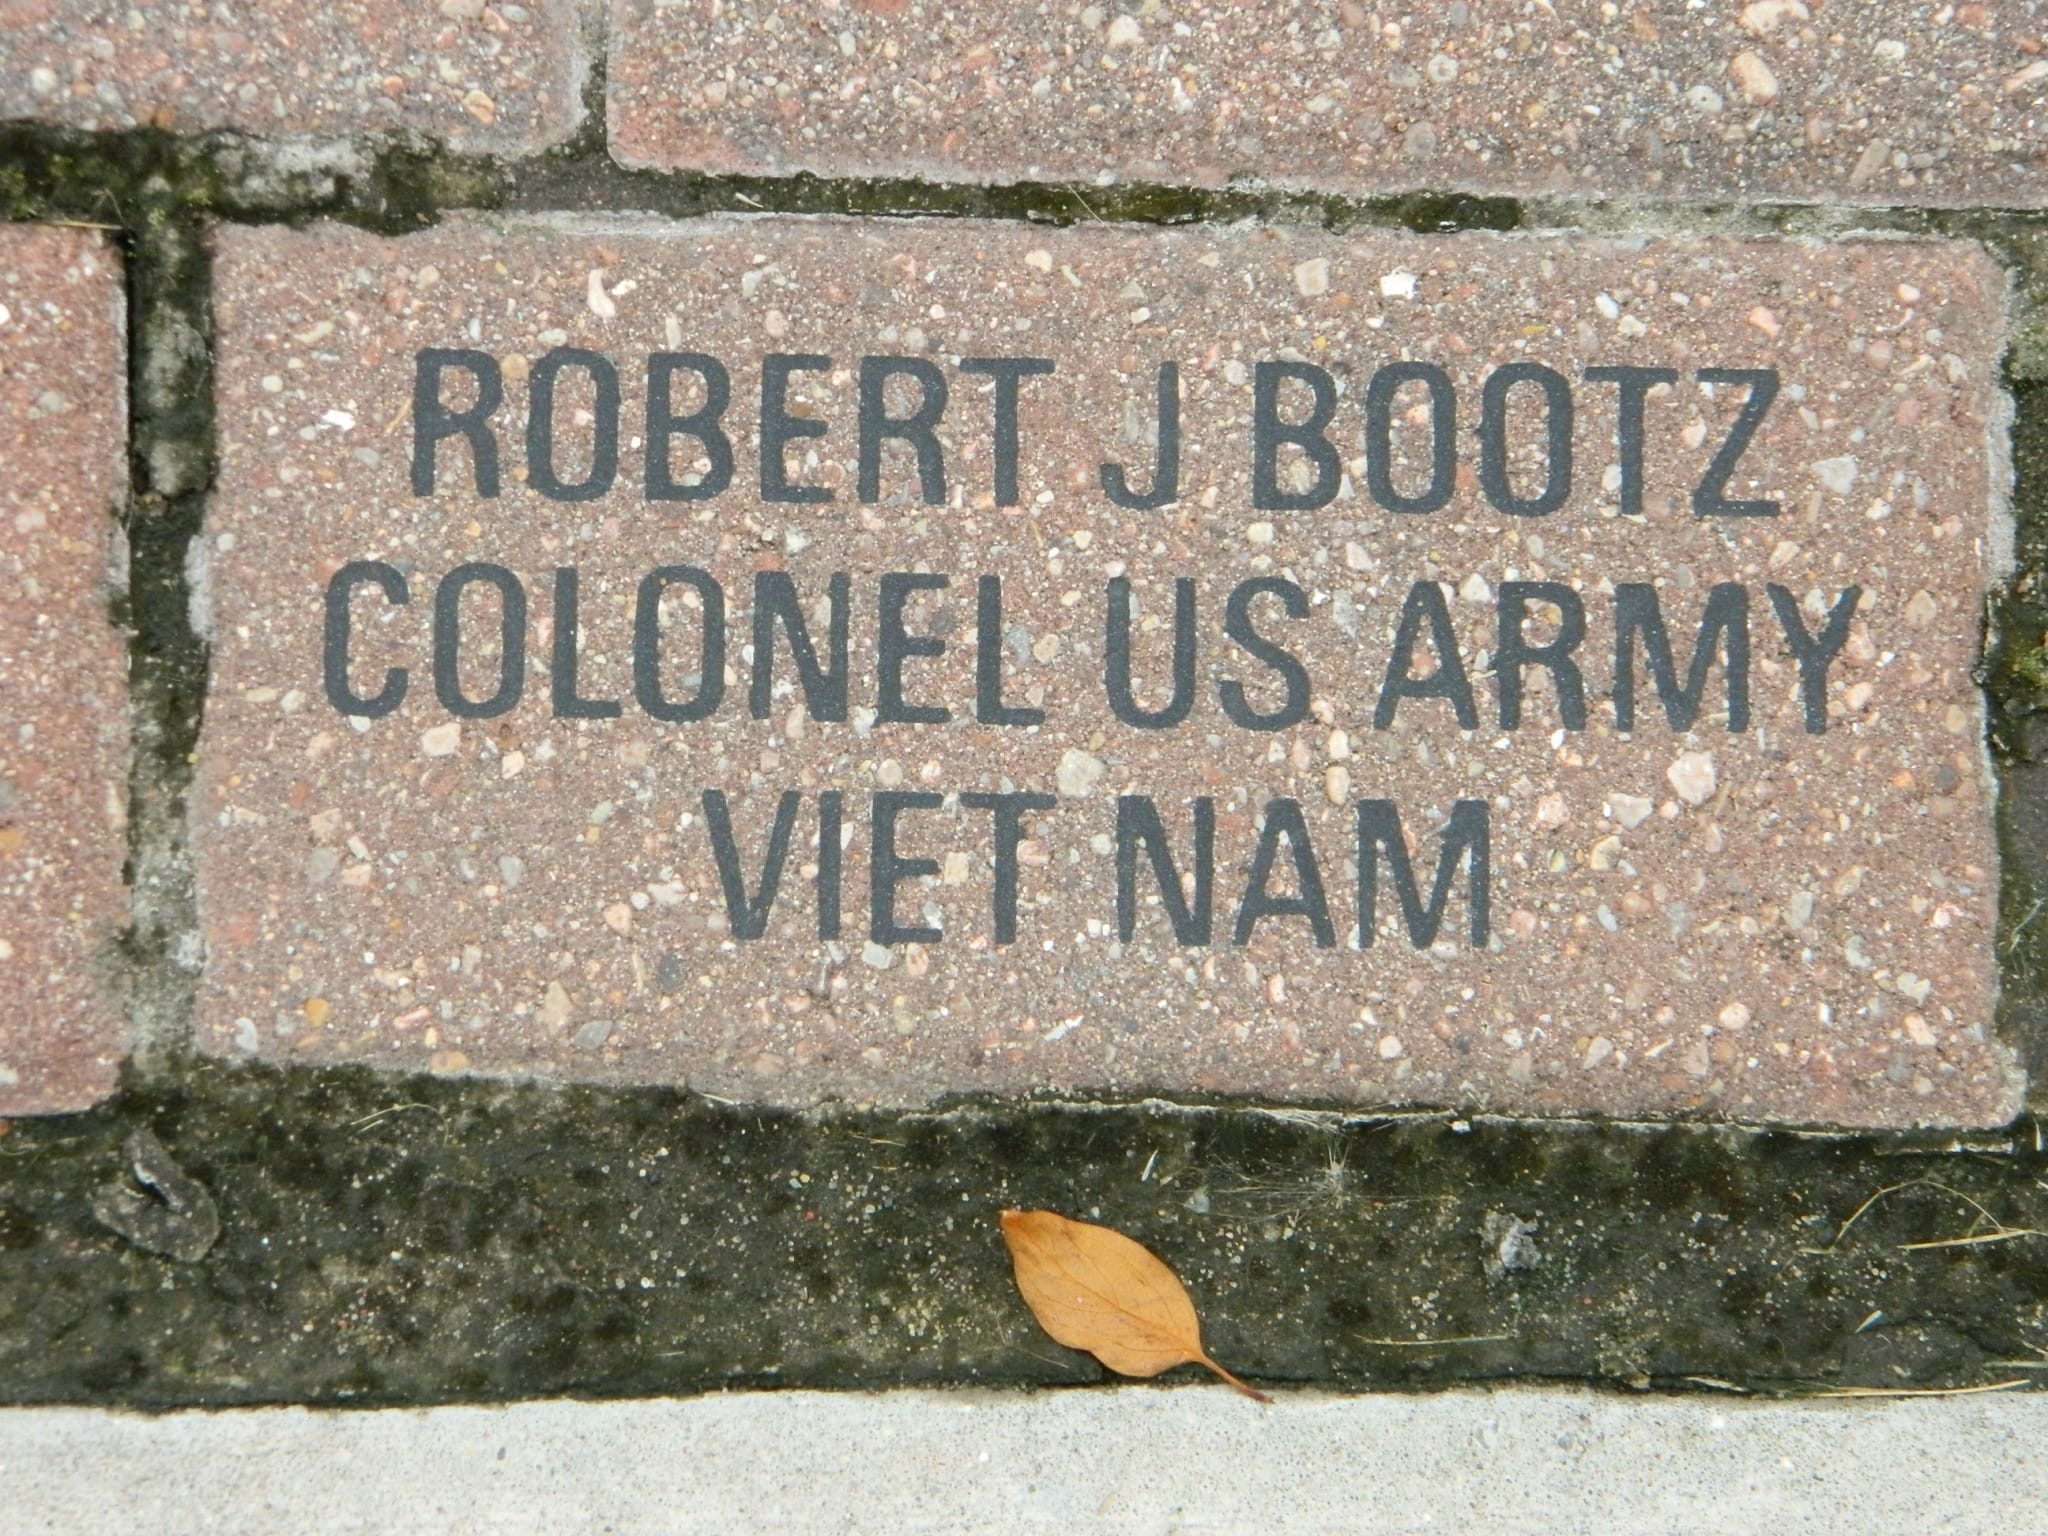 ROBERT J BOOTZ
COLONEL US ARMY
VIET NAM